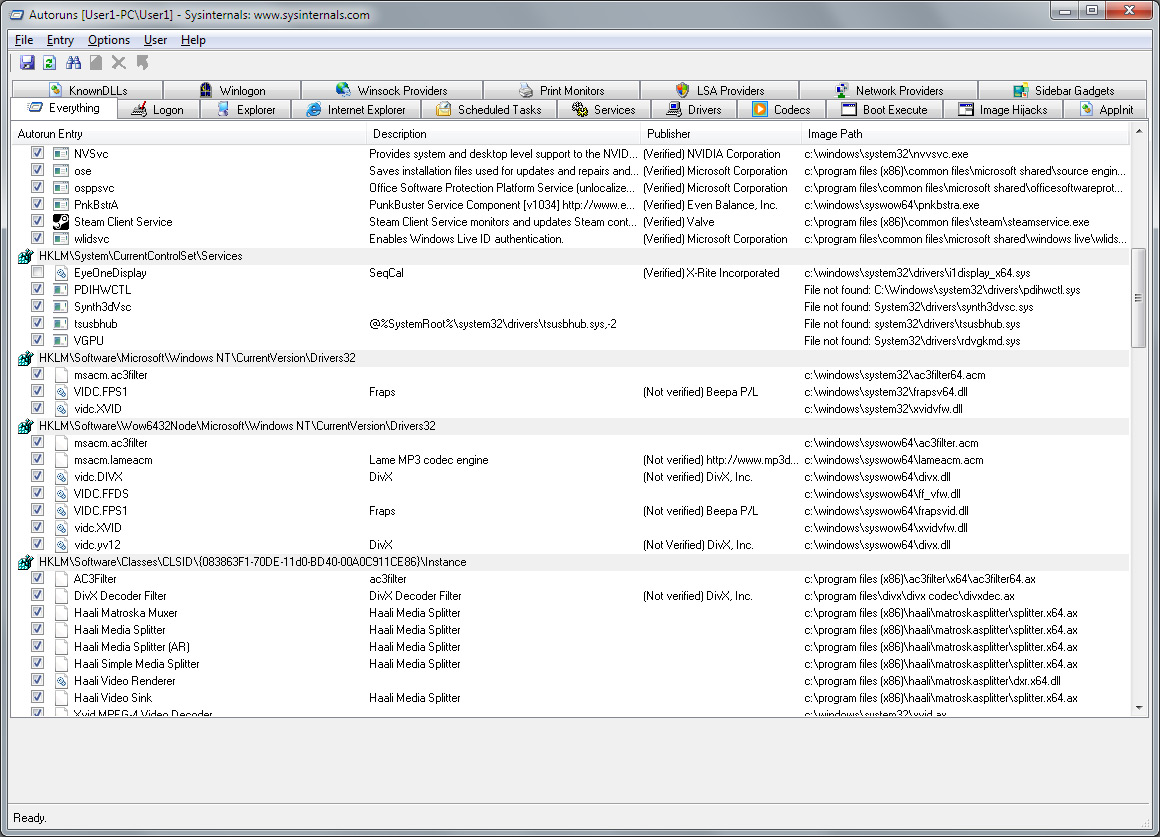 Autoruns [User1-PC\User1] - Sysinternals: www.sysinternals.com
File Entry Options User Help
KnownDLLs Winlogon Winsock Providers Print Monitors LSA Providers Network Providers Sidebar Gadgets
Everything Logon Explorer Internet Explorer Scheduled Tasks Services Drivers Codecs Boot Execute Image Hijacks AppInit
Autorun Entry Description Publisher Image Path
NVSvc Provides system and desktop level support to the NVID... (Verified) NVIDIA Corporation c:\windows\system32\nvvsvc.exe
ose Saves installation files used for updates and repairs and... (Verified) Microsoft Corporation c:\program files (x86)\common files\microsoft shared\source engin...
osppsvc Office Software Protection Platform Service (unlocalize... (Verified) Microsoft Corporation c:\program files\common files\microsoft shared\officesoftwareprot...
PnkBstrA PunkBuster Service Component [v1034] http://www.e... (Verified) Even Balance, Inc. c:\windows\syswow64\pnkbstra.exe
Steam Client Service Steam Client Service monitors and updates Steam cont... (Verified) Valve c:\program files (x86)\common files\steam\steamservice.exe
wlidsvc Enables Windows Live ID authentication. (Verified) Microsoft Corporation c:\program files\common files\microsoft shared\windows live\wlids...
HKLM\System\CurrentControlSet\Services
EyeOneDisplay SeqCal (Verified) X-Rite Incorporated c:\windows\system32\drivers\i1display_x64.sys
PDIHWCTL File not found: C:\Windows\system32\drivers\pdihwctl.sys
Synth3dVsc File not found: System32\drivers\synth3dvsc.sys
tsusbhub @%SystemRoot%\system32\drivers\tsusbhub.sys,-2 File not found: system32\drivers\tsusbhub.sys
VGPU File not found: System32\drivers\rdvgkmd.sys
HKLM\Software\Microsoft\Windows NT\CurrentVersion\Drivers32
msacm.ac3filter c:\windows\system32\ac3filter64.acm
VIDC.FPS1 Fraps (Not verified) Beepa P/L c:\windows\system32\frapsv64.dll
vidc.XVID c:\windows\system32\xvidvfw.dll
HKLM\Software\Wow6432Node\Microsoft\Windows NT\CurrentVersion\Drivers32
msacm.ac3filter c:\windows\syswow64\ac3filter.acm
msacm.lameacm Lame MP3 codec engine (Not verified) http://www.mp3d... c:\windows\syswow64\lameacm.acm
vidc.DIVX DivX (Not verified) DivX, Inc. c:\windows\syswow64\divx.dll
VIDC.FFDS c:\windows\syswow64\ff_vfw.dll
VIDC.FPS1 Fraps (Not verified) Beepa P/L c:\windows\syswow64\frapsvid.dll
vidc.XVID c:\windows\syswow64\xvidvfw.dll
vidc.yv12 DivX (Not Verified) DivX, Inc. c:\windows\syswow64\divx.dll
HKLM\Software\Classes\CLSID\{083863F1-70DE-11d0-BD40-00A0C911CE86}\Instance
AC3Filter ac3filter c:\program files (x86)\ac3filter\x64\ac3filter64.ax
DivX Decoder Filter DivX Decoder Filter (Not verified) DivX, Inc. c:\program files\divx\divx codec\divxdec.ax
Haali Matroska Muxer Haali Media Splitter c:\program files (x86)\haali\matroskasplitter\splitter.x64.ax
Haali Media Splitter Haali Media Splitter c:\program files (x86)\haali\matroskasplitter\splitter.x64.ax
Haali Media Splitter (AR) Haali Media Splitter c:\program files (x86)\haali\matroskasplitter\splitter.x64.ax
Haali Simple Media Splitter Haali Media Splitter c:\program files (x86)\haali\matroskasplitter\splitter.x64.ax
Haali Video Renderer c:\program files (x86)\haali\matroskasplitter\dxr.x64.dll
Haali Video Sink Haali Media Splitter c:\program files (x86)\haali\matroskasplitter\splitter.x64.ax
Xvid MPEG-4 Video Decoder c:\windows\system32\xvid.ax
Ready.